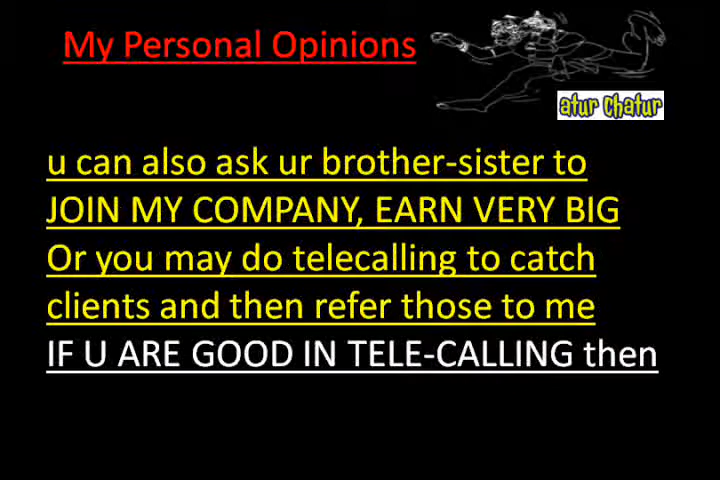 My Personal Opinions
atur chatur
u can also ask ur brother-sister to
JOIN MY COMPANY, EARN VERY BIG
Or you may do telecalling to catch
clients and then refer those to me
IF U ARE GOOD IN TELE-CALLING then